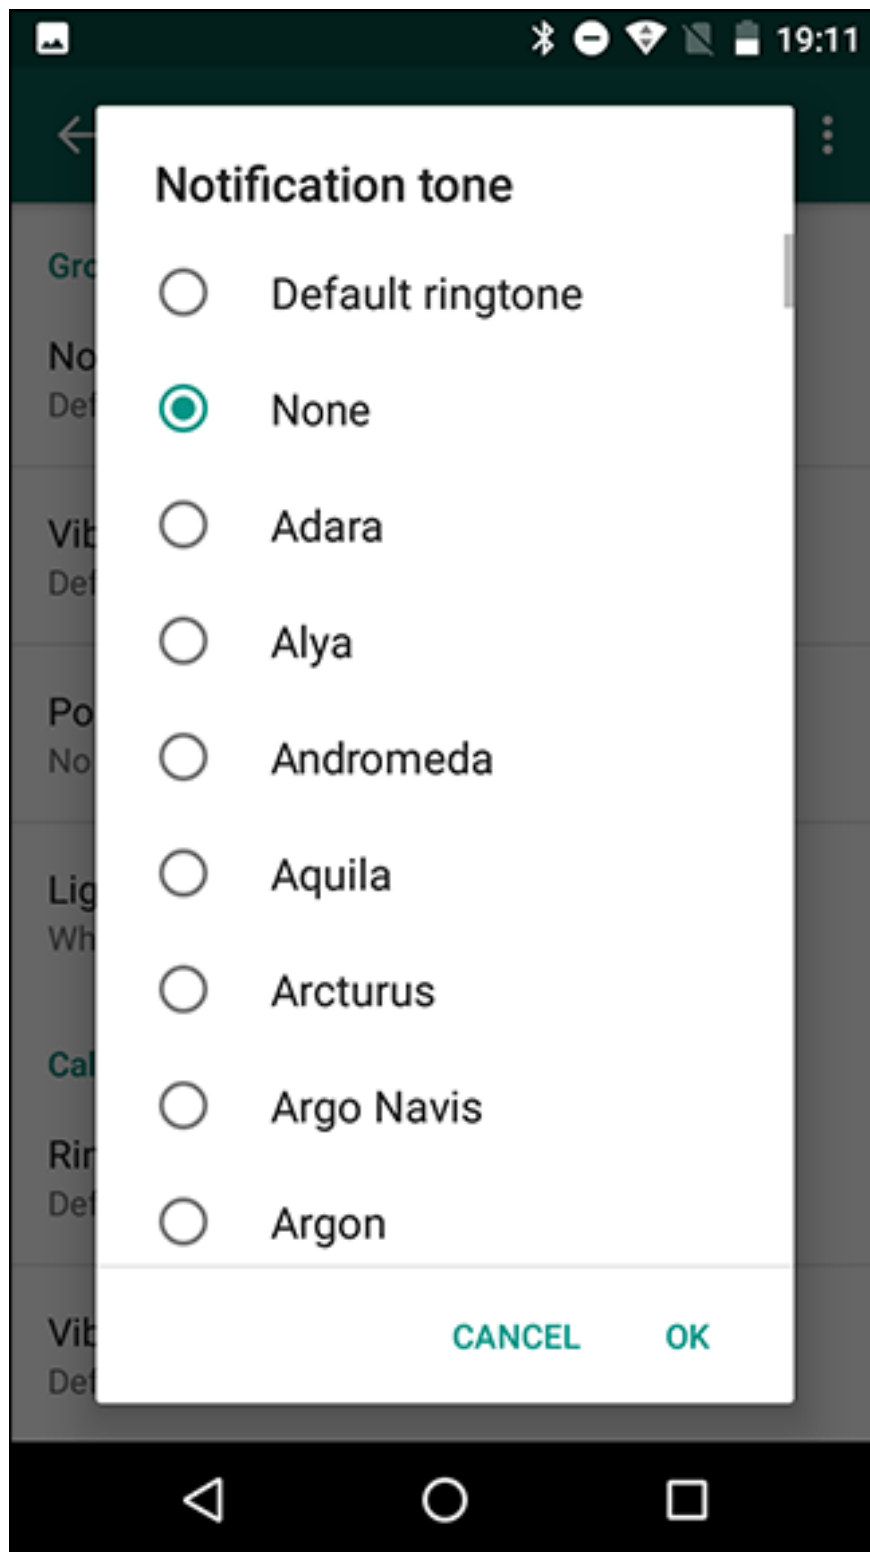 19:11
Notification tone
Default ringtone
None
Adara
Alya
Andromeda
Aquila
Arcturus
Argo Navis
Argon
CANCEL
OK